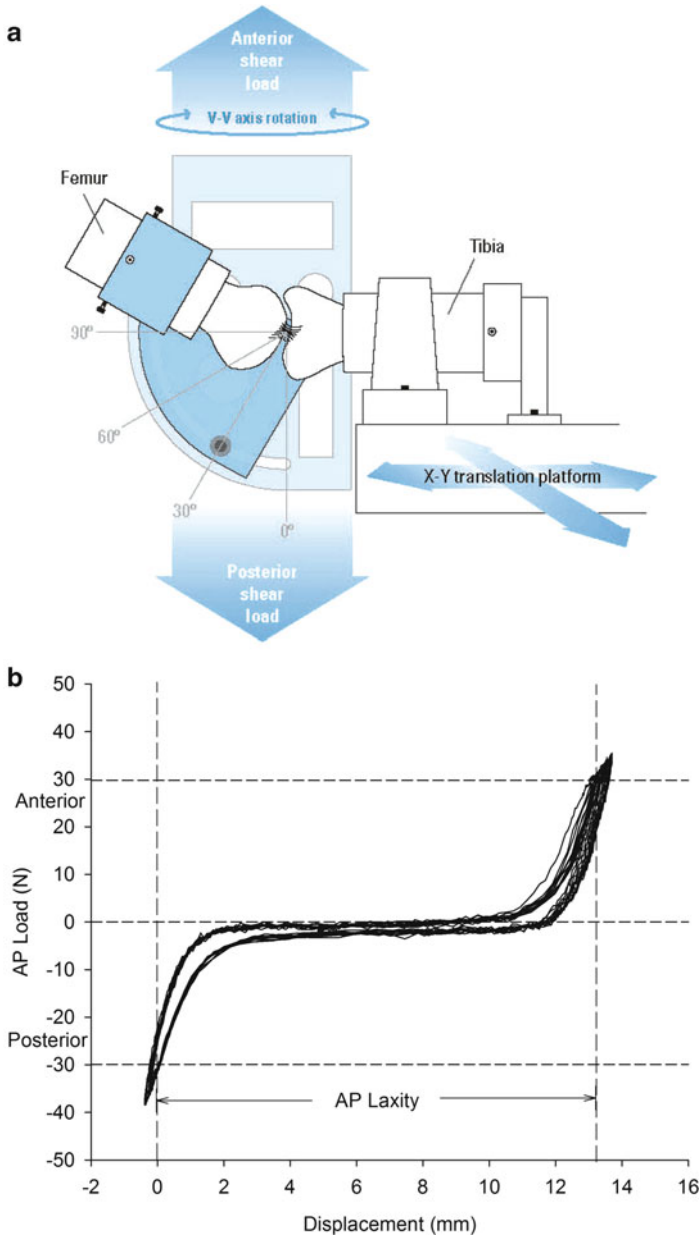 a
Anterior
shear
load
V-V axis rotation
Femur
Tibia
90º
60º
30º
0º
X-Y translation platform
Posterior
shear
load
b
50
40
30
Anterior
20
10
0
-10
-20
Posterior
-30
-40
-50
AP Load (N)
AP Laxity
-2 0 2 4 6 8 10 12 14 16
Displacement (mm)